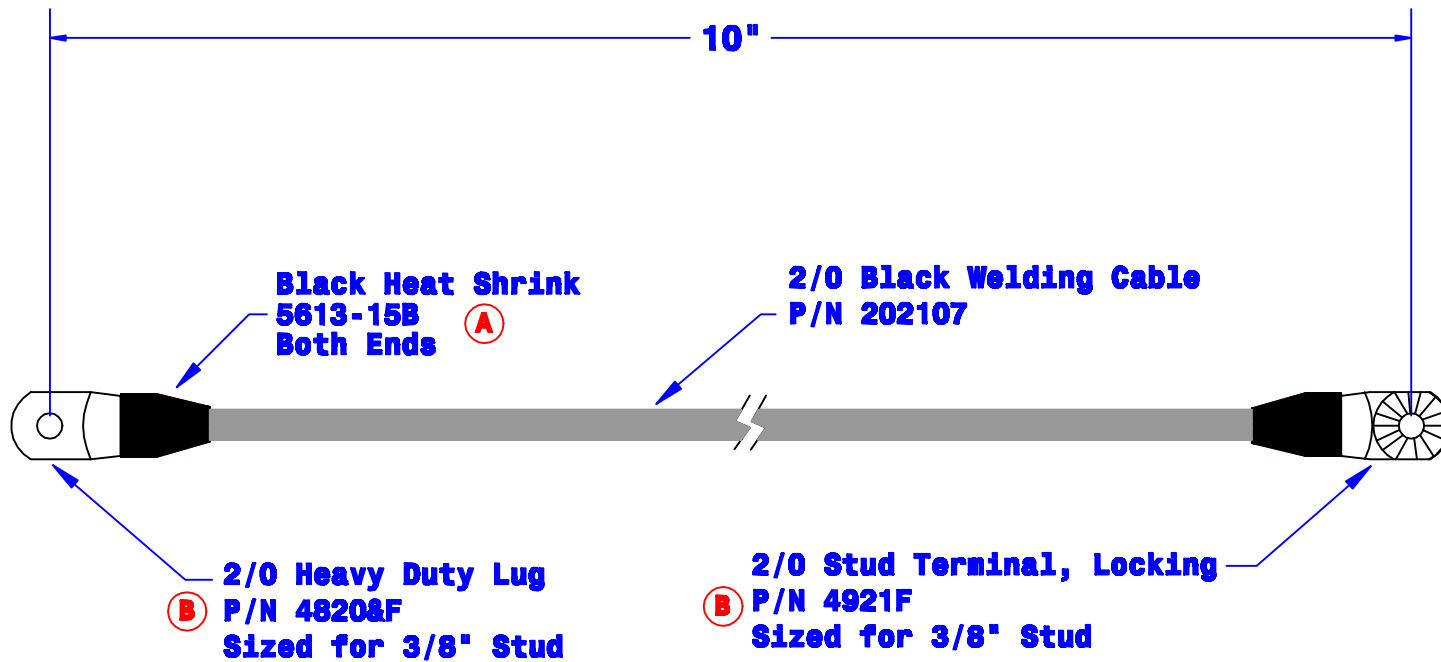 10"
Black Heat Shrink
5613-15B
Both Ends
A
2/0 Black Welding Cable
P/N 202107
2/0 Heavy Duty Lug
B P/N 4820&F
Sized for 3/8" Stud
2/0 Stud Terminal, Locking
B P/N 4921F
Sized for 3/8" Stud